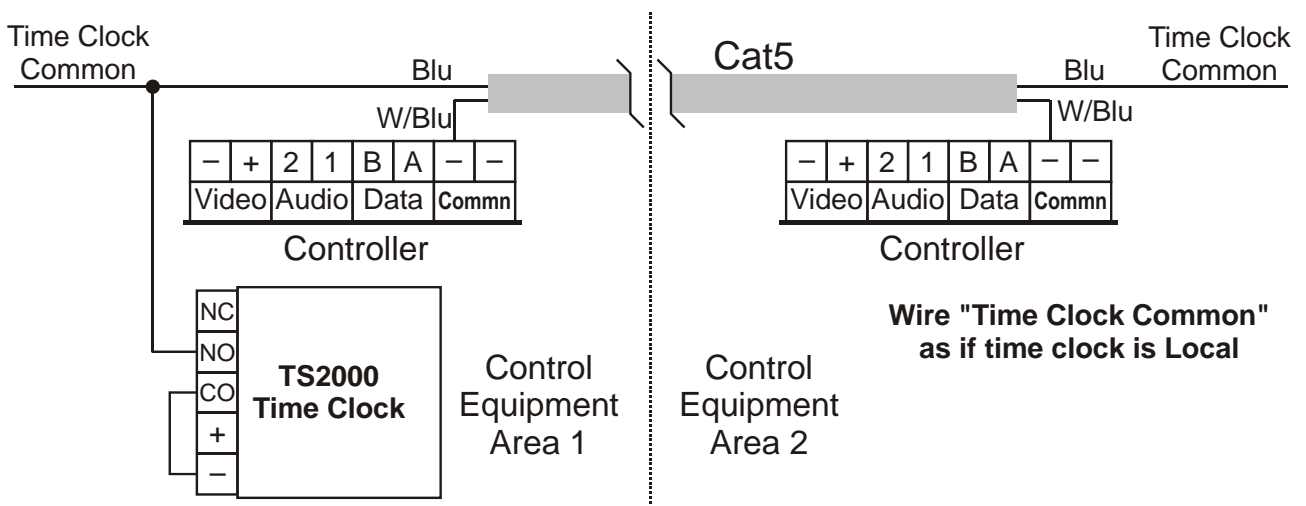 Time Clock
Common
Blu
W/Blu
Cat5
Blu
W/Blu
Time Clock
Common
– + 2 1 B A – –
Video Audio Data Commn
Controller
– + 2 1 B A – –
Video Audio Data Commn
Controller
NC
NO
CO
+
–
TS2000
Time Clock
Control
Equipment
Area 1
Control
Equipment
Area 2
Wire "Time Clock Common"
as if time clock is Local